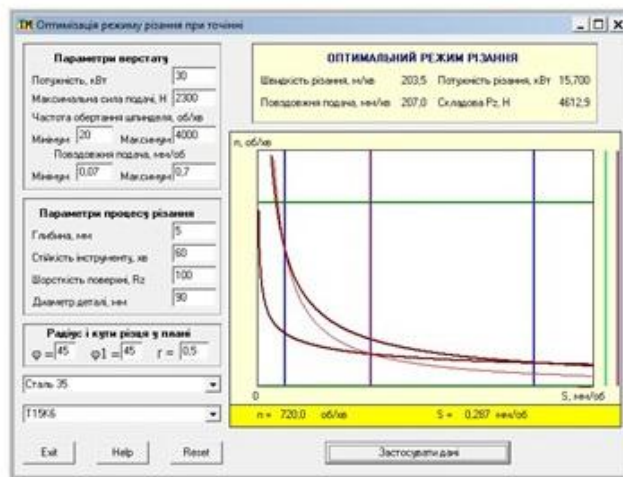 ТМ Оптимізація режиму різання при точінні
Параметри верстату
Потужність, кВт 30
Максимальна сила подачі, Н 2300
Частота обертання шпинделя, об/хв
Мінімум 20 Максимум 4000
Повздовжня подача, мм/об
Мінімум 0,07 Максимум 0,7
Параметри процесу різання
Глибина, мм 5
Стійкість інструменту, хв 60
Шорсткість поверхні, Rz 100
Диаметр деталі, мм 90
Радіус і кути різця у плані
φ = 45 φ1 = 45 r = 0,5
Сталь 35
Т15К6
Exit Help Reset
ОПТИМАЛЬНИЙ РЕЖИМ РІЗАННЯ
Швидкість різання, м/хв 203,5 Потужність різання, кВт 15,700
Повздовжня подача, мм/хв 207,0 Складова Pz, Н 4612,9
n, об/хв
0 S, мм/об
n = 720,0 об/хв S = 0,287 мм/об
Застосувати дані